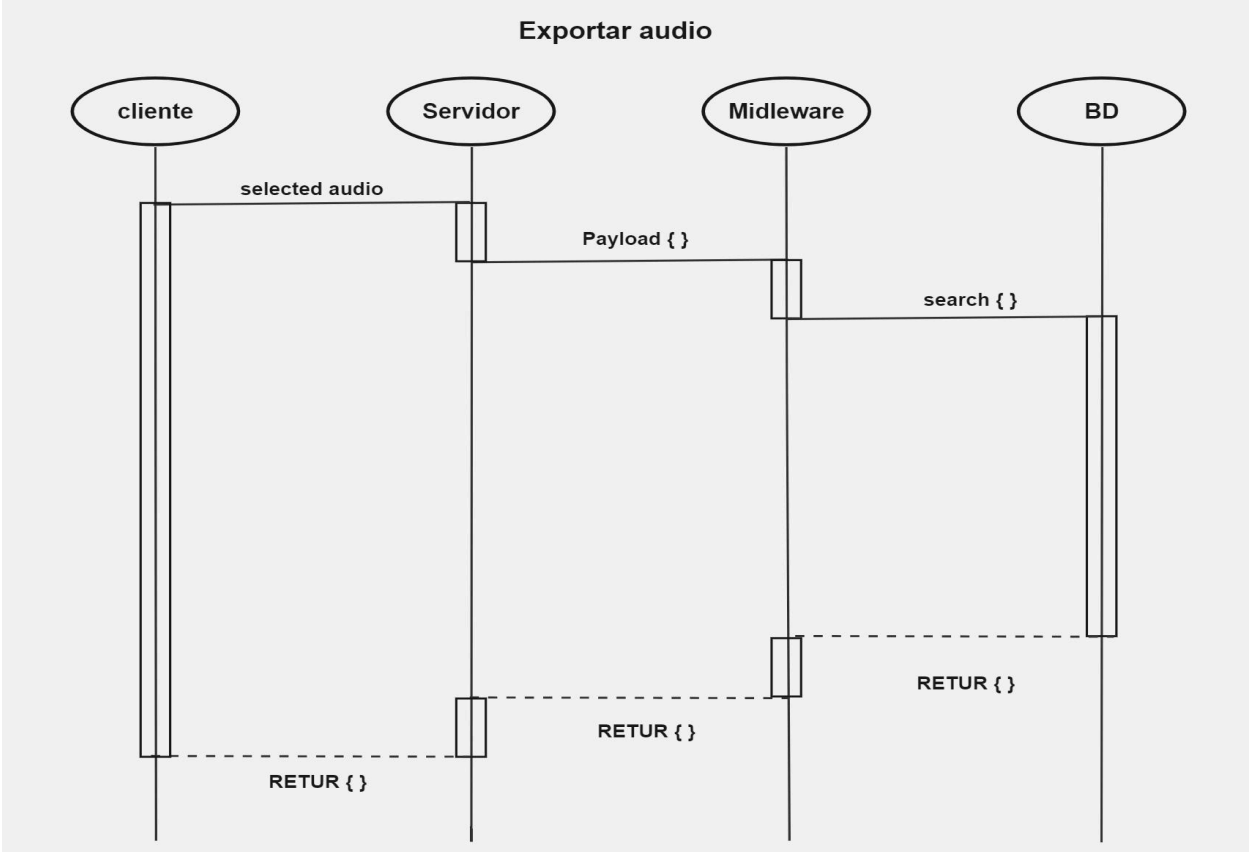 Exportar audio
cliente
Servidor
Midleware
BD
selected audio
Payload { }
search { }
RETUR { }
RETUR { }
RETUR { }